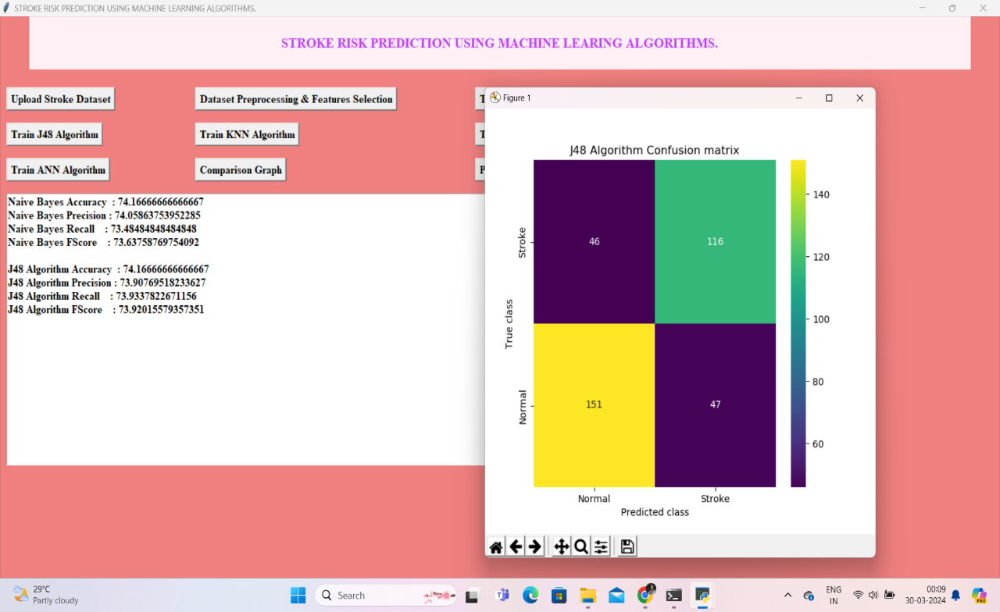 STROKE RISK PREDICTION USING MACHINE LEARNING ALGORITHMS.
STROKE RISK PREDICTION USING MACHINE LEARING ALGORITHMS.
Upload Stroke Dataset
Dataset Preprocessing & Features Selection
Train J48 Algorithm
Train KNN Algorithm
Train ANN Algorithm
Comparison Graph
Naive Bayes Accuracy : 74.16666666666667
Naive Bayes Precision : 74.05863753952285
Naive Bayes Recall : 73.48484848484848
Naive Bayes FScore : 73.63758769754092
J48 Algorithm Accuracy : 74.16666666666667
J48 Algorithm Precision : 73.90769518233627
J48 Algorithm Recall : 73.9337822671156
J48 Algorithm FScore : 73.92015579357351
Figure 1
J48 Algorithm Confusion matrix
Stroke
46
116
True class
Normal
151
47
Normal
Stroke
Predicted class
140
120
100
80
60
29°C
Partly cloudy
Search
ENG
IN
00:09
30-03-2024
PRE